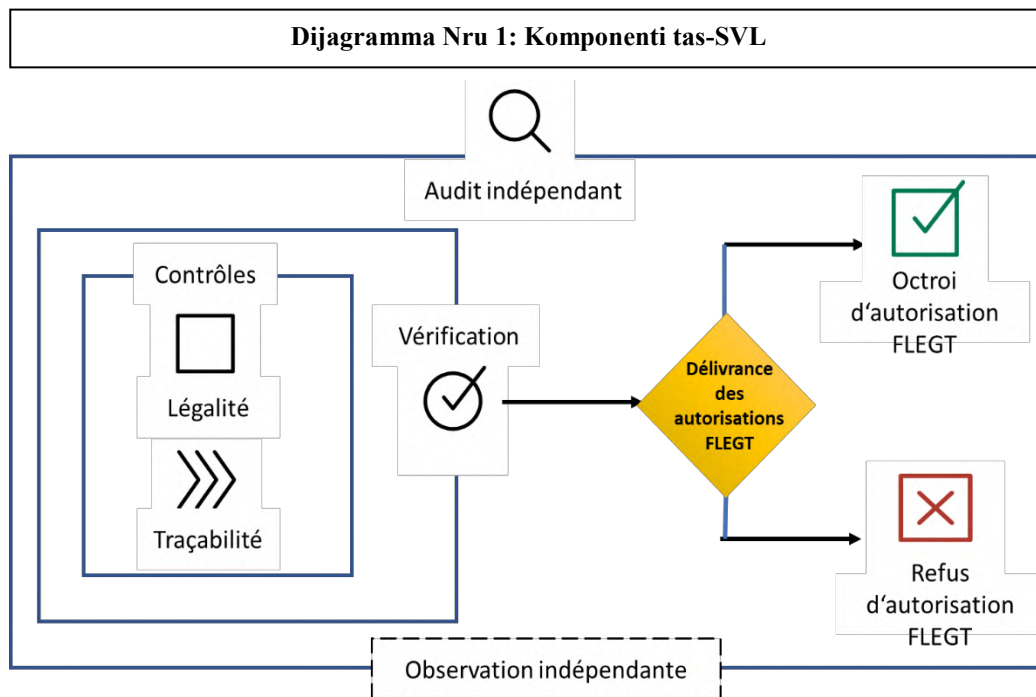 Dijagramma Nru 1: Komponenti tas-SVL
Audit indépendant
Contrôles
Légalité
Traçabilité
Vérification
Délivrance
des
autorisations
FLEGT
Octroi
d‘autorisation
FLEGT
Refus
d‘autorisation
FLEGT
Observation indépendante